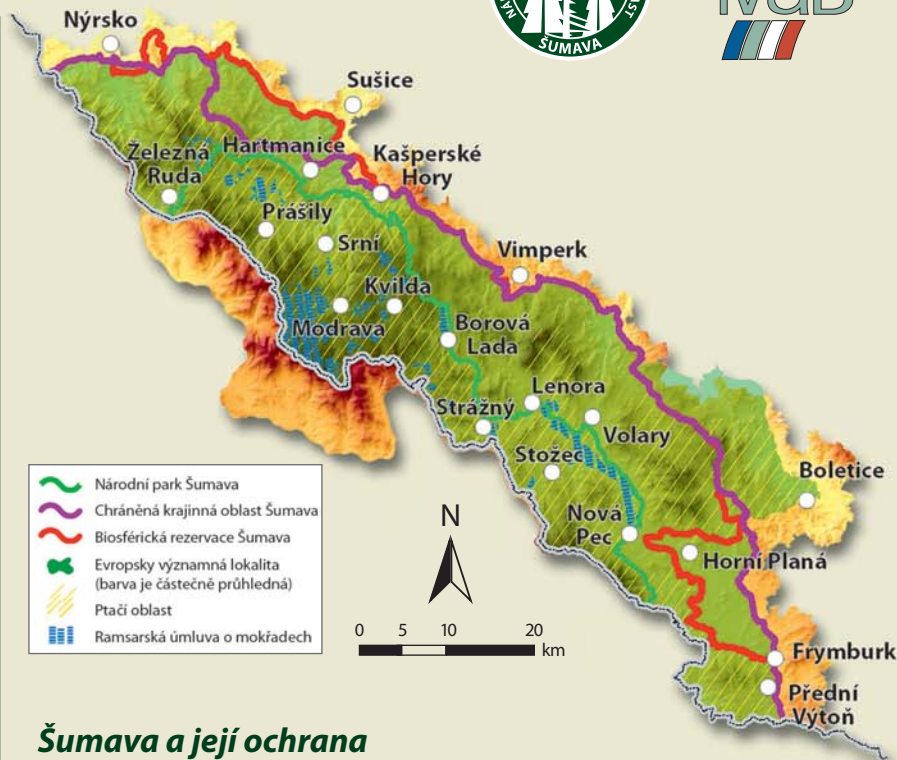 Nýrsko
ŠUMAVA
Sušice
Hartmanice
Železná
Ruda
Kašperské
Hory
Prášily
Srní
Vimperk
Kvilda
Modrava
Borová
Lada
Lenora
Strážný
Volary
Stožec
Boletice
Nová
Pec
Horní Planá
Frymburk
Přední
Výtoň
Národní park Šumava
Chráněná krajinná oblast Šumava
Biosférická rezervace Šumava
Evropsky významná lokalita
(barva je částečně průhledná)
Ptačí oblast
Ramsarská úmluva o mokřadech
N
0 5 10 20
km
Šumava a její ochrana